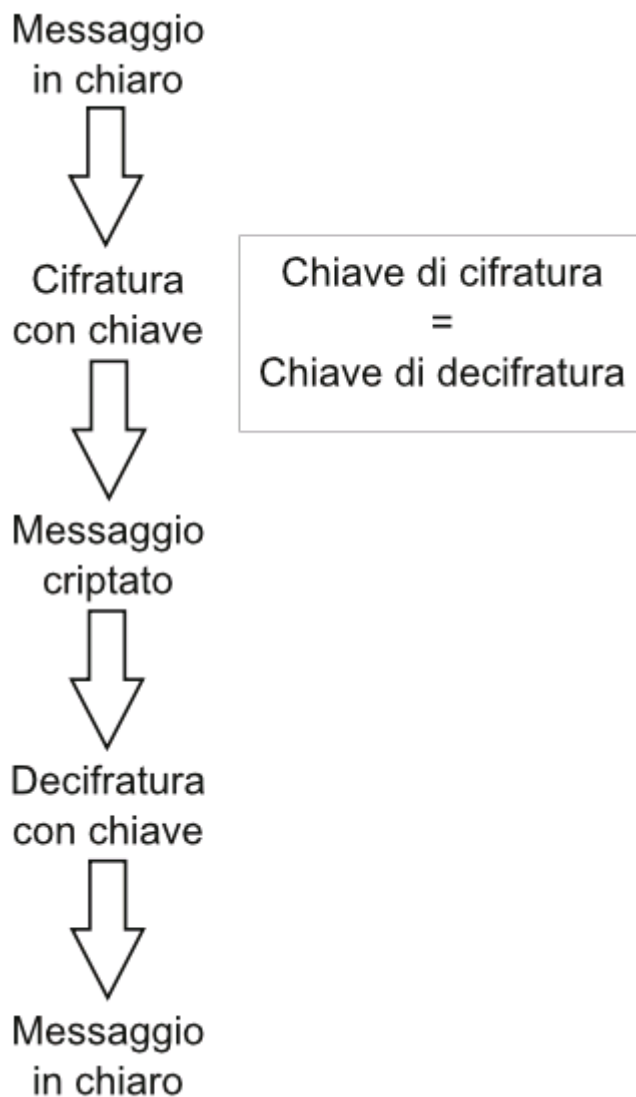 Messaggio
in chiaro
Cifratura
con chiave
Chiave di cifratura
=
Chiave di decifratura
Messaggio
criptato
Decifratura
con chiave
Messaggio
in chiaro